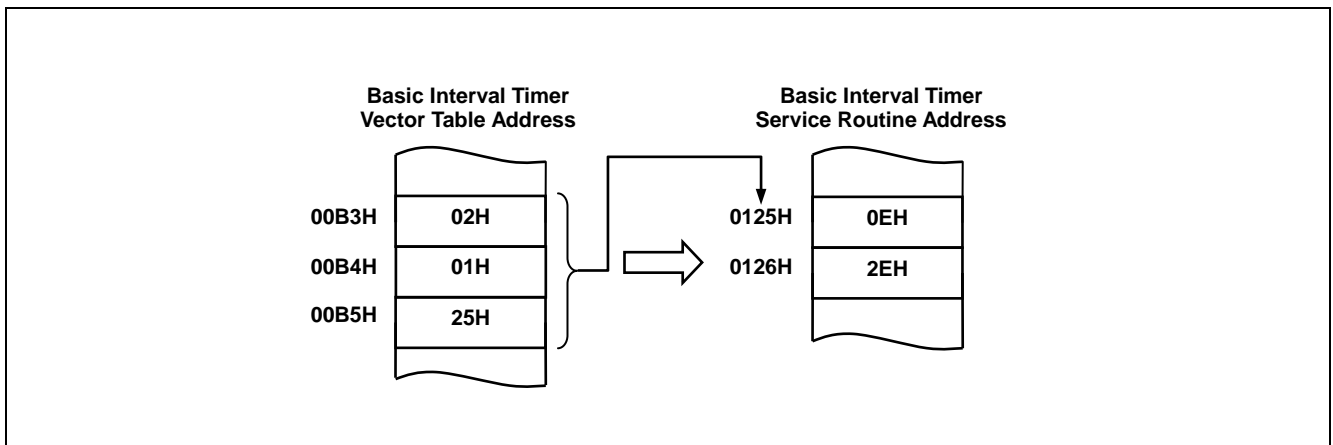 Basic Interval Timer
Vector Table Address
00B3H 02H
00B4H 01H
00B5H 25H
Basic Interval Timer
Service Routine Address
0125H 0EH
0126H 2EH